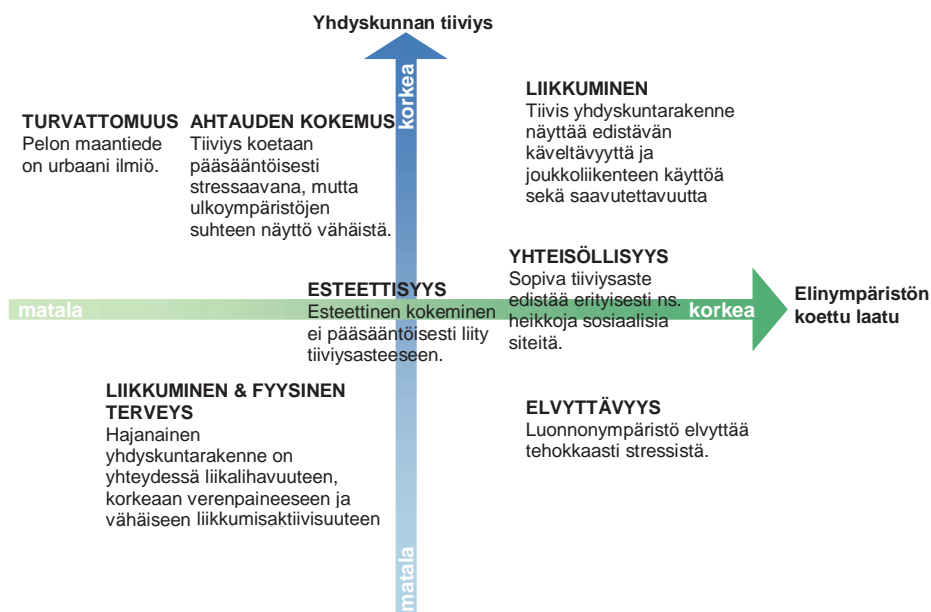 Yhdyskunnan tiiviys
korkea
TURVATTOMUUS
Pelon maantiede
on urbaani ilmiö.
AHTAUDEN KOKEMUS
Tiiviys koetaan
pääsääntöisesti
stressaavana, mutta
ulkoympäristöjen
suhteen näyttö vähäistä.
LIIKKUMINEN
Tiivis yhdyskuntarakenne
näyttää edistävän
käveltävyyttä ja
joukkoliikenteen käyttöä
sekä saavutettavuutta
matala
ESTEETTISYYS
Esteettinen kokeminen
ei pääsääntöisesti liity
tiiviysasteeseen.
YHTEISÖLLISYYS
Sopiva tiiviysaste
edistää erityisesti ns.
heikkoja sosiaalisia
siteitä.
korkea
Elinympäristön
koettu laatu
LIIKKUMINEN & FYYSINEN
TERVEYS
Hajanainen
yhdyskuntarakenne on
yhteydessä liikalihavuuteen,
korkeaan verenpaineeseen ja
vähäiseen liikkumisaktiivisuuteen
ELVYTTÄVYYS
Luonnonympäristö elvyttää
tehokkaasti stressistä.
matala